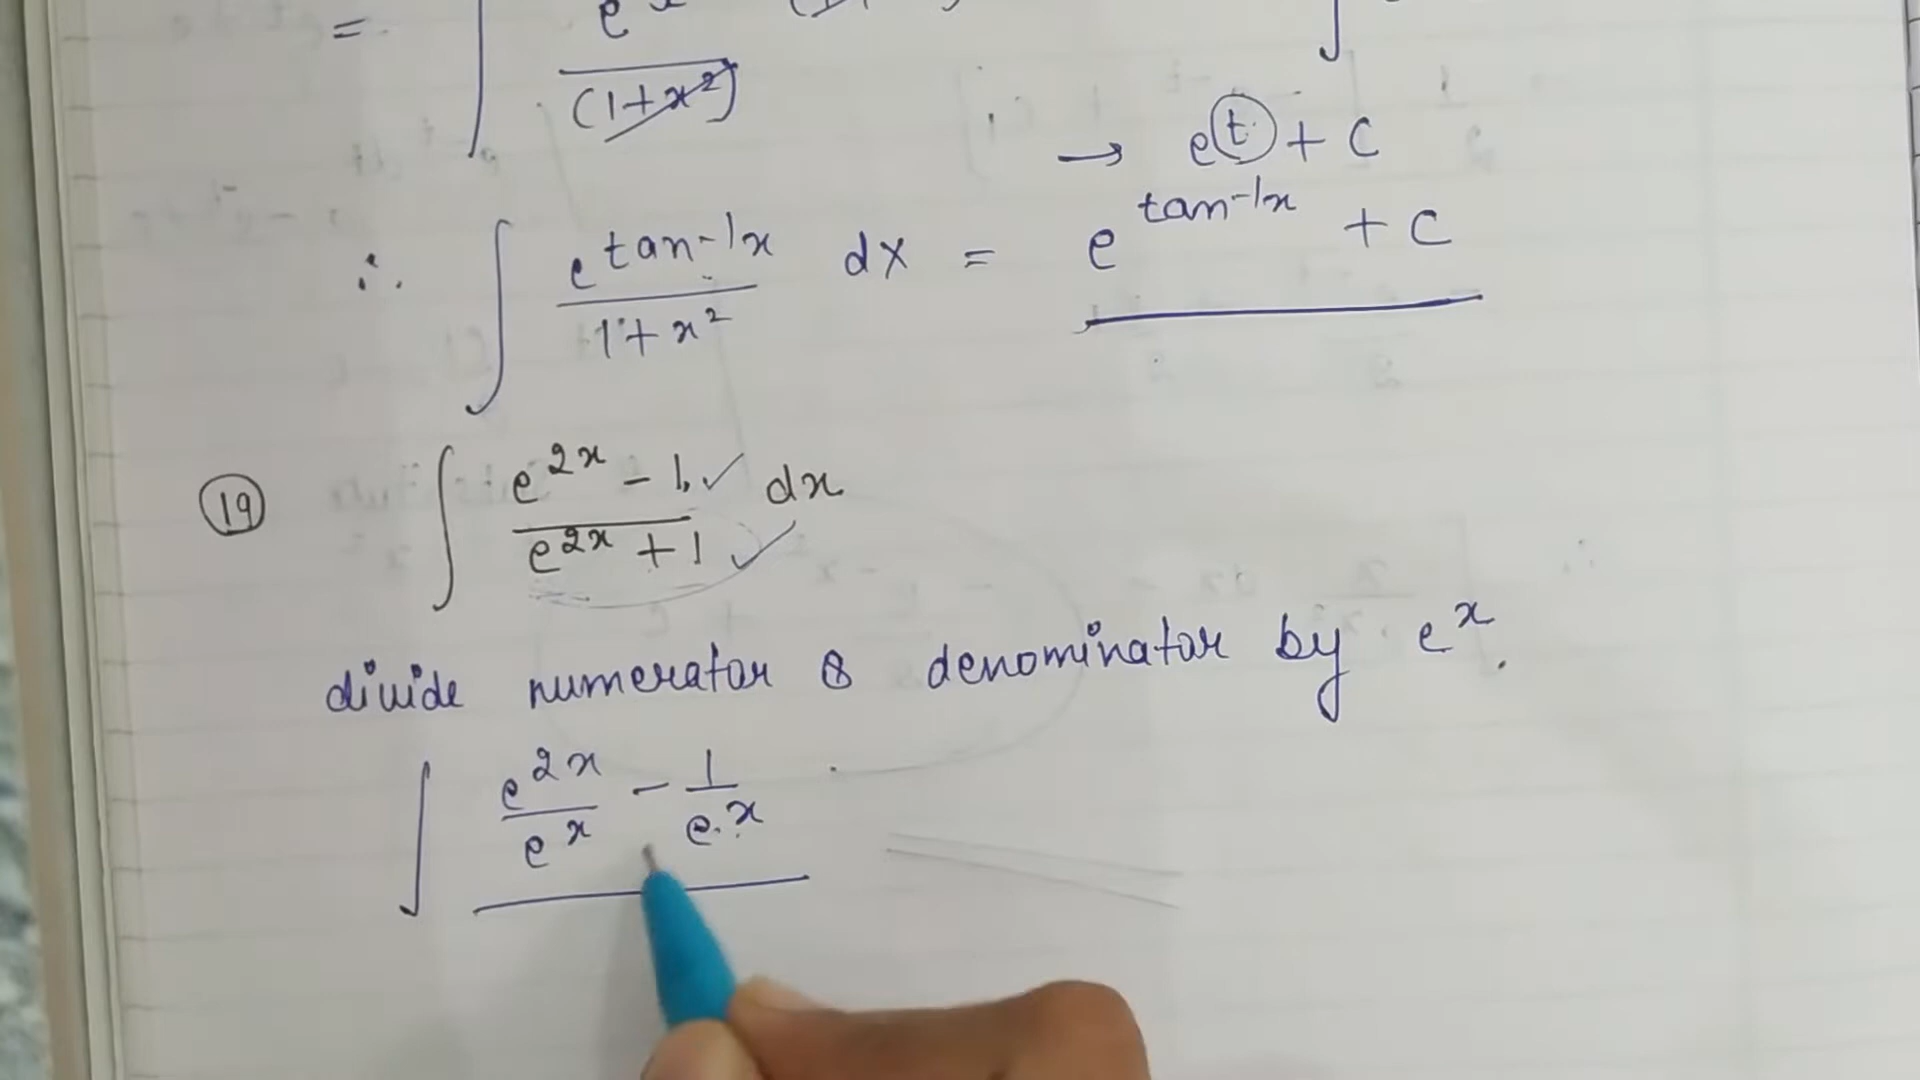 = ∫ e / (1+x²) ∫
→ e^t + c
∴ ∫ e^(tan-1x) / (1+x²) dx = e^(tan-1x) + c
(19) ∫ (e^2x - 1) / (e^2x + 1) dx
divide numerator & denominator by e^x.
∫ e^2x/e^x - 1/e^x